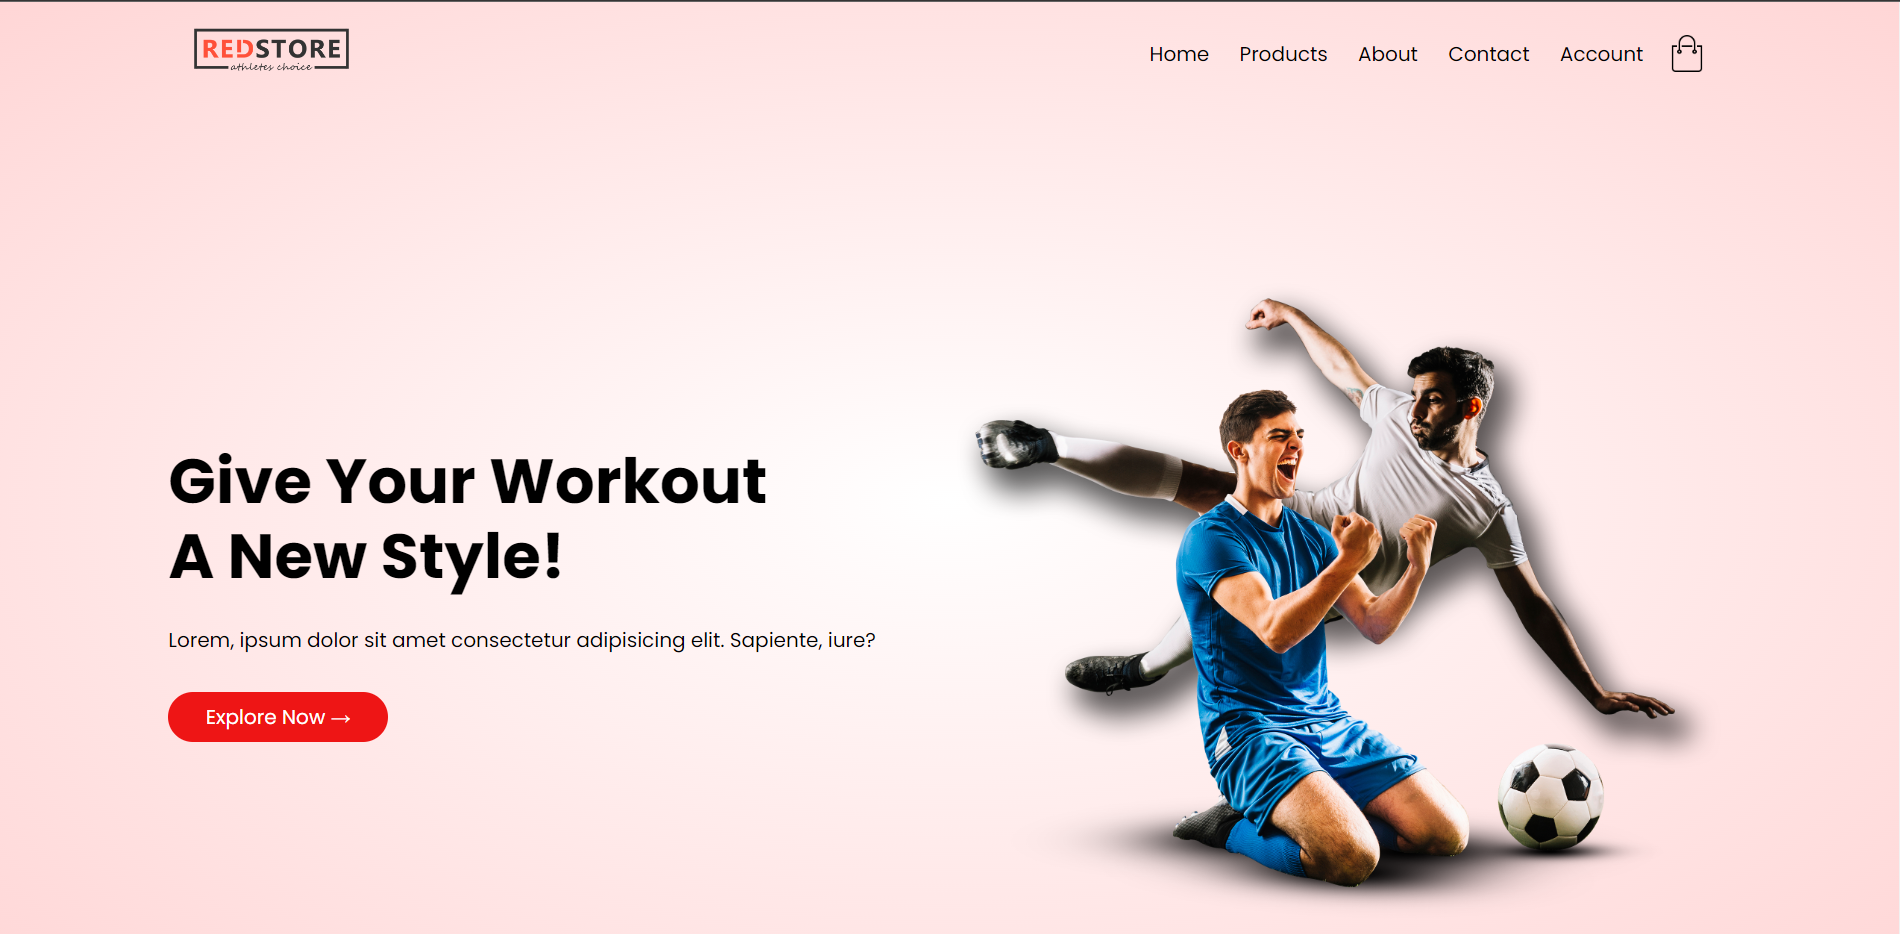 REDSTORE
athletes choice
Home Products About Contact Account
Give Your Workout
A New Style!
Lorem, ipsum dolor sit amet consectetur adipisicing elit. Sapiente, iure?
Explore Now →